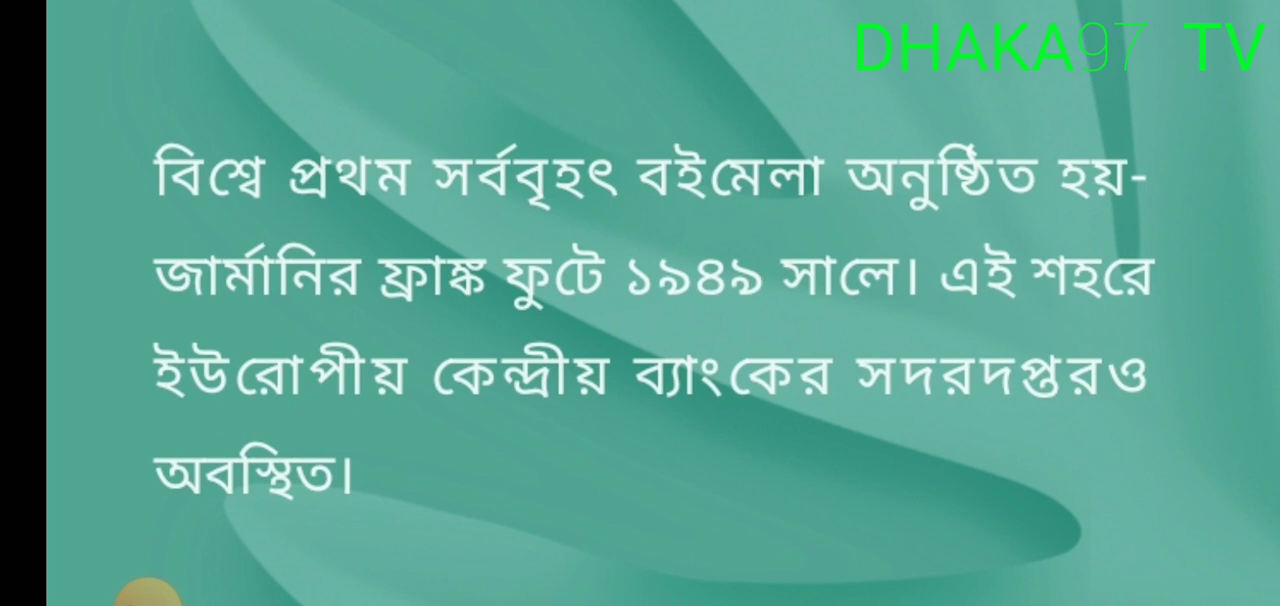 DHAKA97 TV
বিশ্বে প্রথম সর্ববৃহৎ বইমেলা অনুষ্ঠিত হয়-
জার্মানির ফ্রাঙ্ক ফুটে ১৯৪৯ সালে। এই শহরে
ইউরোপীয় কেন্দ্রীয় ব্যাংকের সদরদপ্তরও
অবস্থিত।